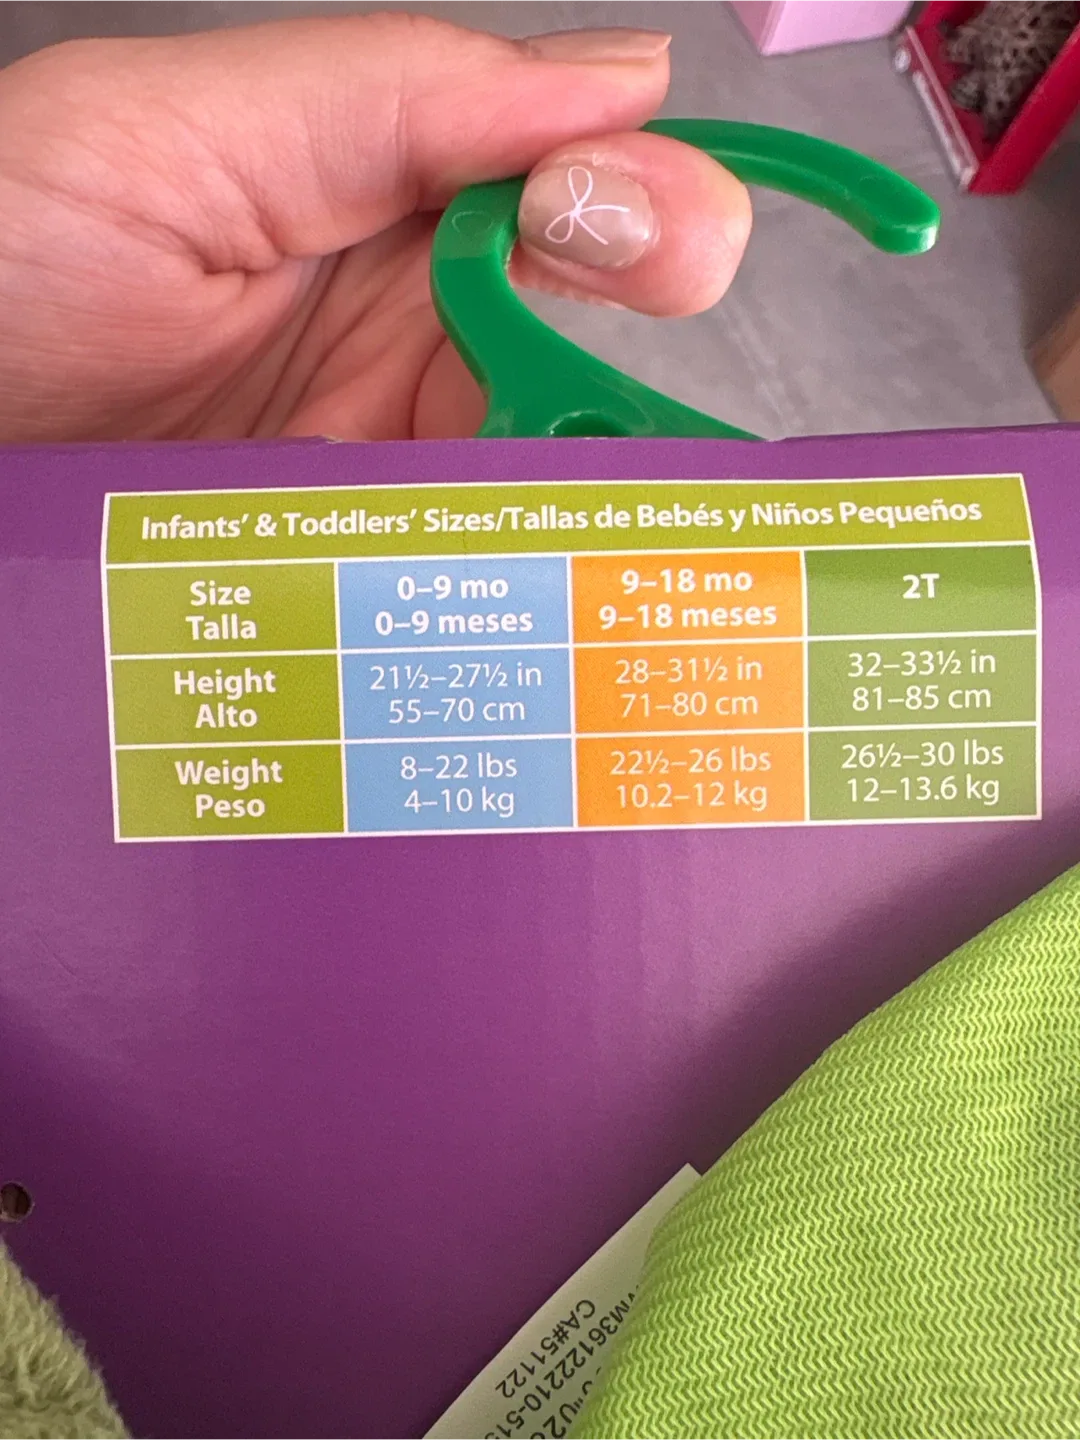 Infants' & Toddlers' Sizes/Tallas de Bebés y Niños Pequeños
Size
Talla
0–9 mo
0–9 meses
9–18 mo
9–18 meses
2T
Height
Alto
21½–27½ in
55–70 cm
28–31½ in
71–80 cm
32–33½ in
81–85 cm
Weight
Peso
8–22 lbs
4–10 kg
22½–26 lbs
10.2–12 kg
26½–30 lbs
12–13.6 kg
CA#51122